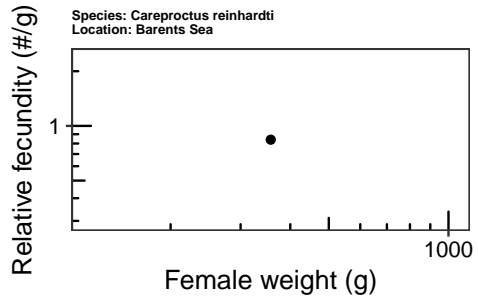 Species: Careproctus reinhardti
Location: Barents Sea
Relative fecundity (#/g)
1
1000
Female weight (g)